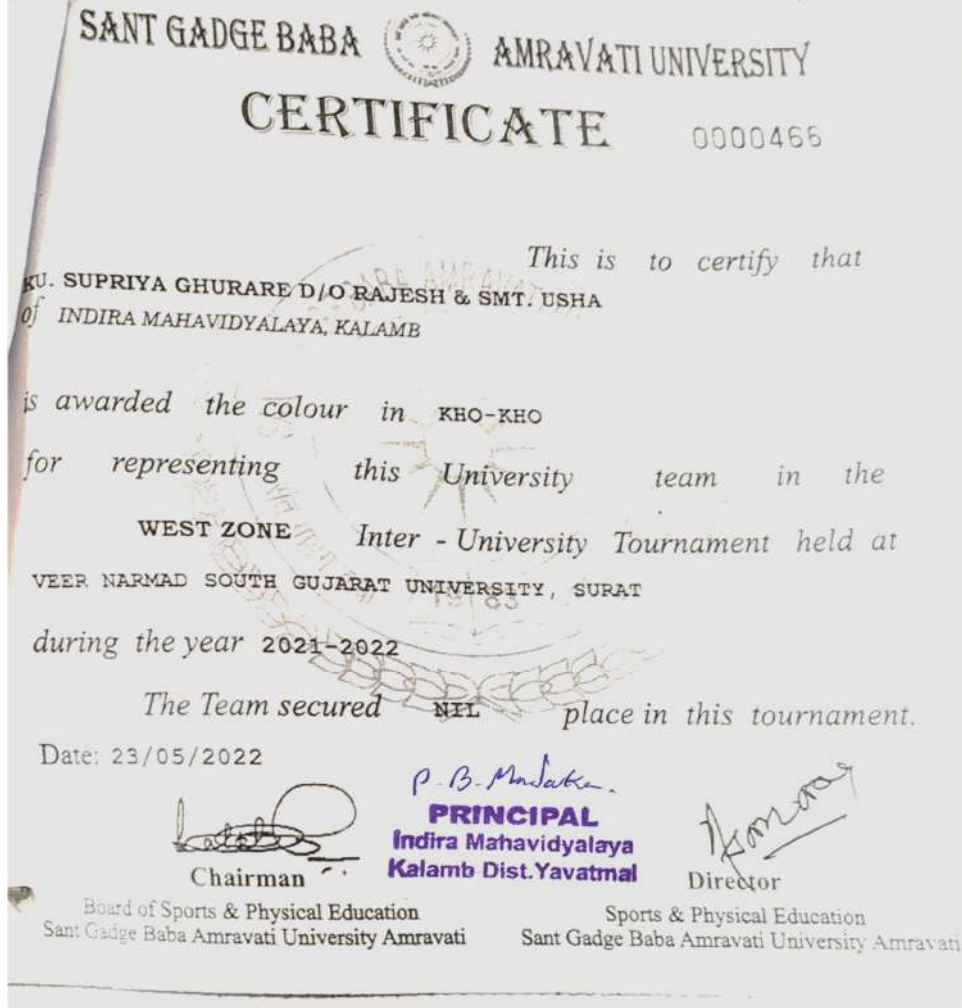 SANT GADGE BABA AMRAVATI UNIVERSITY
CERTIFICATE 0000466
This is to certify that
KU. SUPRIYA GHURARE D/O RAJESH & SMT. USHA
of INDIRA MAHAVIDYALAYA, KALAMB
is awarded the colour in KHO-KHO
for representing this University team in the
WEST ZONE Inter - University Tournament held at
VEER NARMAD SOUTH GUJARAT UNIVERSITY, SURAT
during the year 2021-2022
The Team secured NIL place in this tournament.
Date: 23/05/2022
PRINCIPAL
Indira Mahavidyalaya
Kalamb Dist. Yavatmal
Chairman
Board of Sports & Physical Education
Sant Gadge Baba Amravati University Amravati
Director
Sports & Physical Education
Sant Gadge Baba Amravati University Amravati